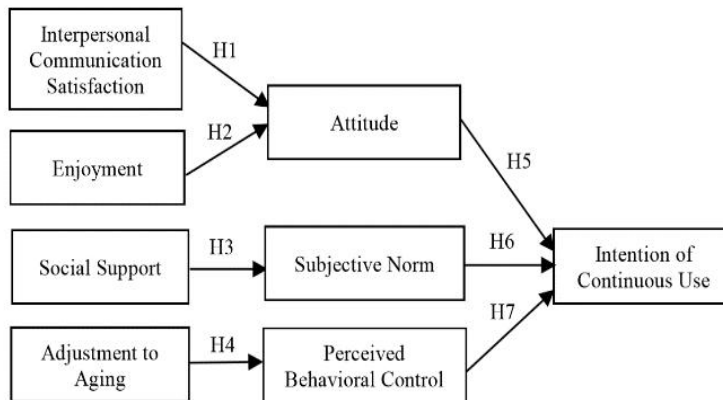 Interpersonal
Communication
Satisfaction
H1
Attitude
H2
Enjoyment
H5
Social Support
H3
Subjective Norm
H6
Intention of
Continuous Use
H7
Adjustment to
Aging
H4
Perceived
Behavioral Control